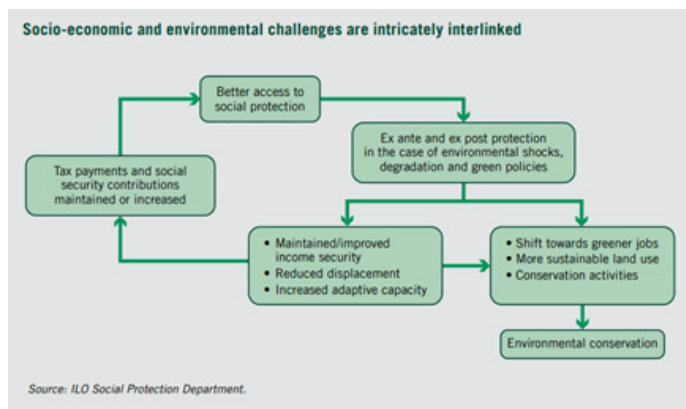 Socio-economic and environmental challenges are intricately interlinked
Better access to
social protection
Ex ante and ex post protection
in the case of environmental shocks,
degradation and green policies
Tax payments and social
security contributions
maintained or increased
• Maintained/improved
income security
• Reduced displacement
• Increased adaptive capacity
• Shift towards greener jobs
• More sustainable land use
• Conservation activities
Environmental conservation
Source: ILO Social Protection Department.